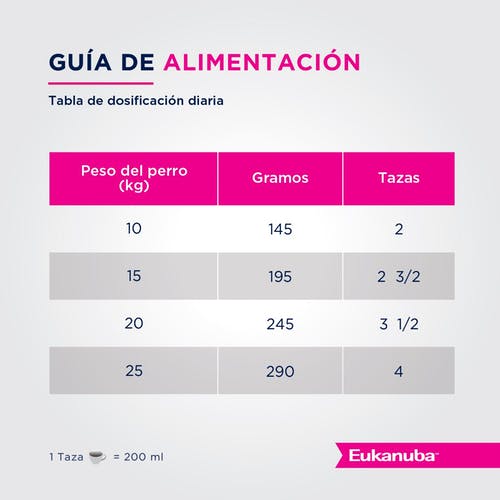 GUÍA DE ALIMENTACIÓN
Tabla de dosificación diaria
Peso del perro (kg) Gramos Tazas
10 145 2
15 195 2 3/2
20 245 3 1/2
25 290 4
1 Taza = 200 ml
Eukanuba™